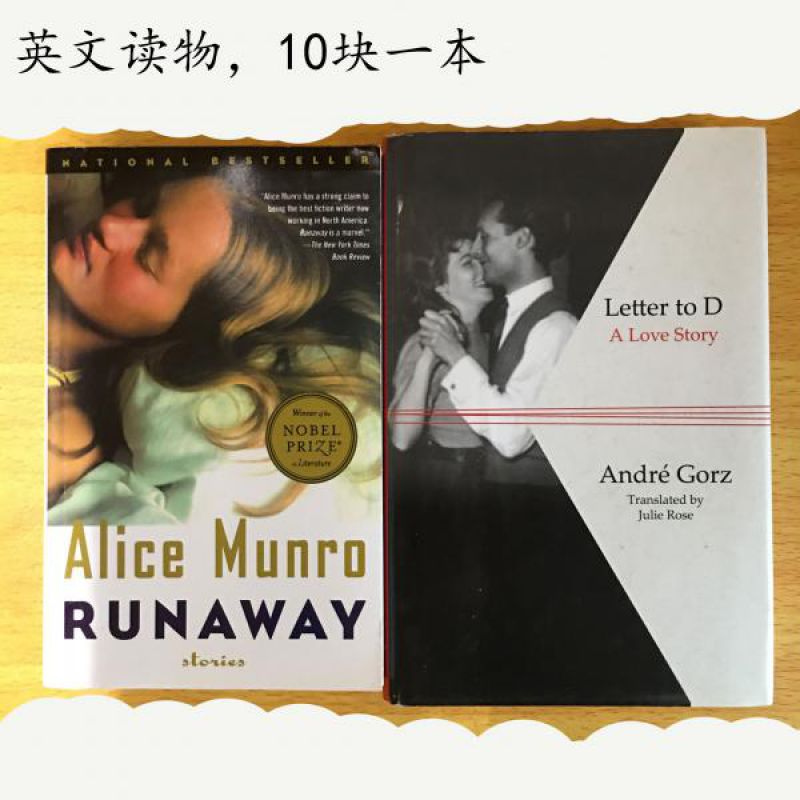 英文读物，10块一本
NATIONAL BESTSELLER
"Alice Munro has a strong claim to
being the best fiction writer now
working in North America.
Runaway is a marvel."
—The New York Times
Book Review
Winner of the
NOBEL
PRIZE®
in Literature
Alice Munro
RUNAWAY
stories
Letter to D
A Love Story
André Gorz
Translated by
Julie Rose